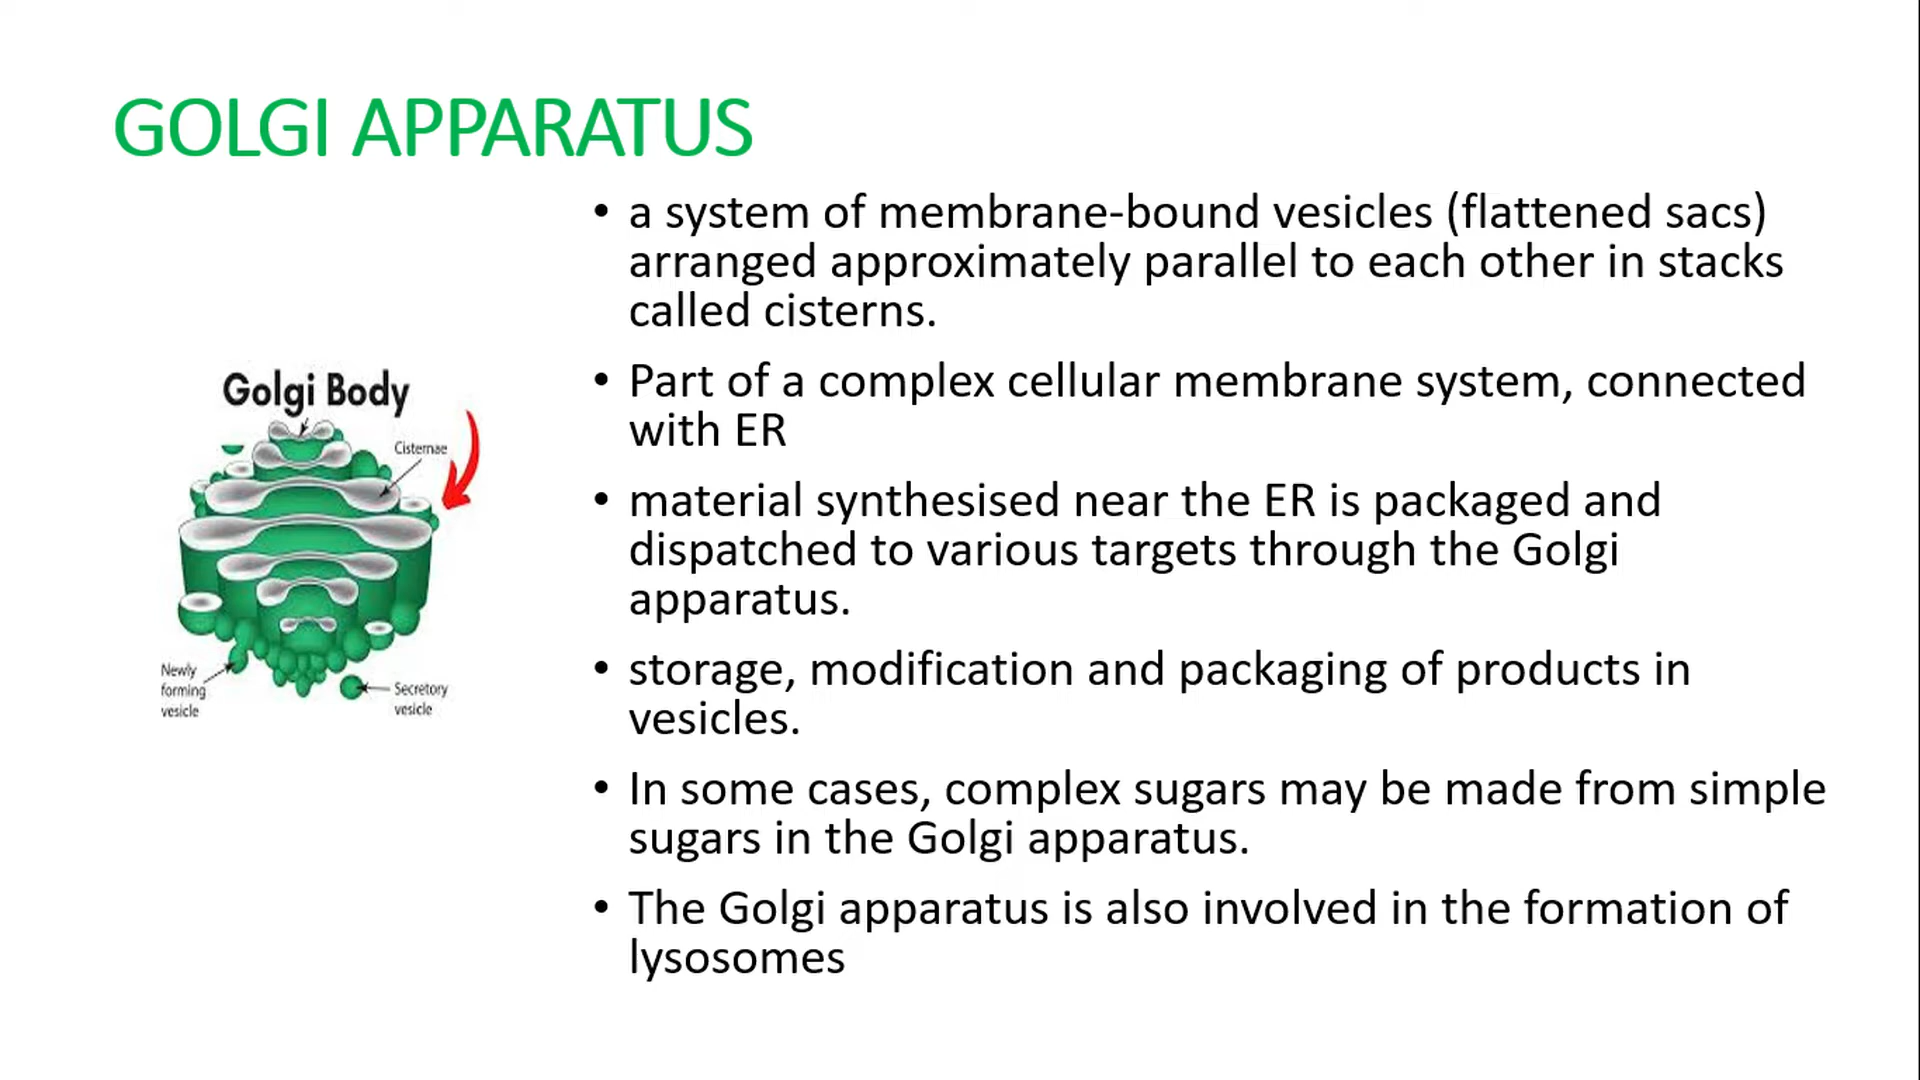 GOLGI APPARATUS
• a system of membrane-bound vesicles (flattened sacs)
arranged approximately parallel to each other in stacks
called cisterns.
• Part of a complex cellular membrane system, connected
with ER
• material synthesised near the ER is packaged and
dispatched to various targets through the Golgi
apparatus.
• storage, modification and packaging of products in
vesicles.
• In some cases, complex sugars may be made from simple
sugars in the Golgi apparatus.
• The Golgi apparatus is also involved in the formation of
lysosomes
Golgi Body
Cisternae
Newly
forming
vesicle
Secretory
vesicle